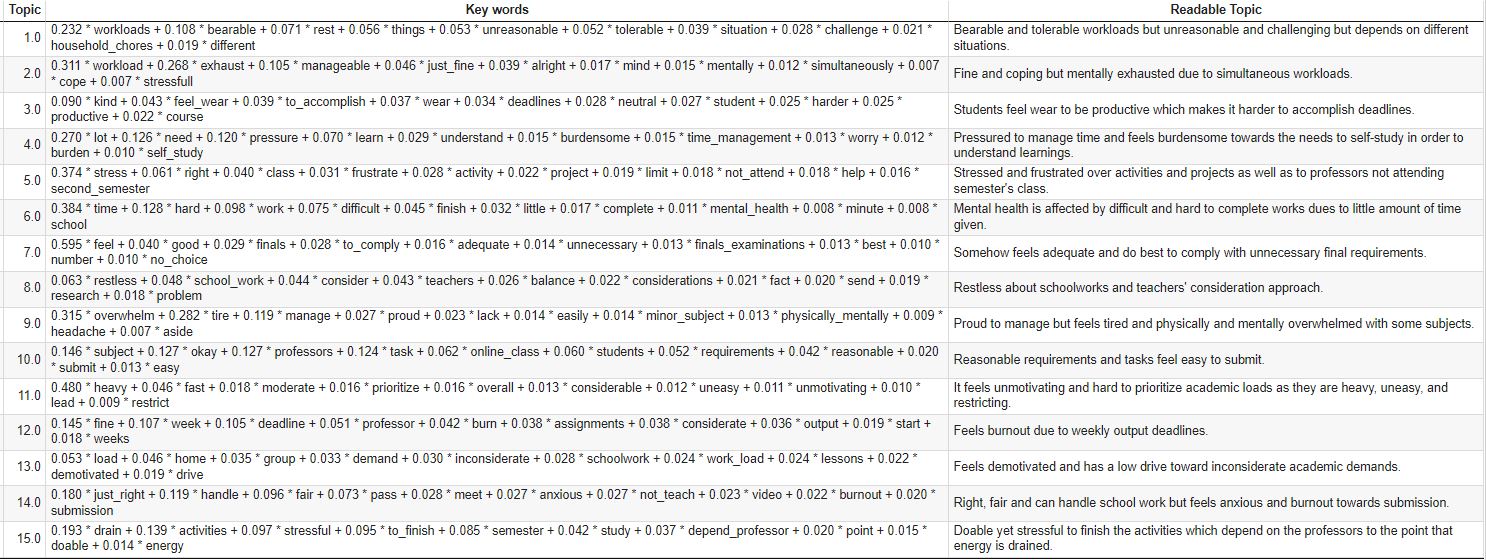 Topic Key words Readable Topic
1.0 0.232 * workloads + 0.108 * bearable + 0.071 * rest + 0.056 * things + 0.053 * unreasonable + 0.052 * tolerable + 0.039 * situation + 0.028 * challenge + 0.021 *
household_chores + 0.019 * different
Bearable and tolerable workloads but unreasonable and challenging but depends on different
situations.
2.0 0.311 * workload + 0.268 * exhaust + 0.105 * manageable + 0.046 * just_fine + 0.039 * alright + 0.017 * mind + 0.015 * mentally + 0.012 * simultaneously + 0.007
* cope + 0.007 * stressfull
Fine and coping but mentally exhausted due to simultaneous workloads.
3.0 0.090 * kind + 0.043 * feel_wear + 0.039 * to_accomplish + 0.037 * wear + 0.034 * deadlines + 0.028 * neutral + 0.027 * student + 0.025 * harder + 0.025 *
productive + 0.022 * course
Students feel wear to be productive which makes it harder to accomplish deadlines.
4.0 0.270 * lot + 0.126 * need + 0.120 * pressure + 0.070 * learn + 0.029 * understand + 0.015 * burdensome + 0.015 * time_management + 0.013 * worry + 0.012 *
burden + 0.010 * self_study
Pressured to manage time and feels burdensome towards the needs to self-study in order to
understand learnings.
5.0 0.374 * stress + 0.061 * right + 0.040 * class + 0.031 * frustrate + 0.028 * activity + 0.022 * project + 0.019 * limit + 0.018 * not_attend + 0.018 * help + 0.016 *
second_semester
Stressed and frustrated over activities and projects as well as to professors not attending
semester's class.
6.0 0.384 * time + 0.128 * hard + 0.098 * work + 0.075 * difficult + 0.045 * finish + 0.032 * little + 0.017 * complete + 0.011 * mental_health + 0.008 * minute + 0.008 *
school
Mental health is affected by difficult and hard to complete works dues to little amount of time
given.
7.0 0.595 * feel + 0.040 * good + 0.029 * finals + 0.028 * to_comply + 0.016 * adequate + 0.014 * unnecessary + 0.013 * finals_examinations + 0.013 * best + 0.010 *
number + 0.010 * no_choice
Somehow feels adequate and do best to comply with unnecessary final requirements.
8.0 0.063 * restless + 0.048 * school_work + 0.044 * consider + 0.043 * teachers + 0.026 * balance + 0.022 * considerations + 0.021 * fact + 0.020 * send + 0.019 *
research + 0.018 * problem
Restless about schoolworks and teachers' consideration approach.
9.0 0.315 * overwhelm + 0.282 * tire + 0.119 * manage + 0.027 * proud + 0.023 * lack + 0.014 * easily + 0.014 * minor_subject + 0.013 * physically_mentally + 0.009 *
headache + 0.007 * aside
Proud to manage but feels tired and physically and mentally overwhelmed with some subjects.
10.0 0.146 * subject + 0.127 * okay + 0.127 * professors + 0.124 * task + 0.062 * online_class + 0.060 * students + 0.052 * requirements + 0.042 * reasonable + 0.020
* submit + 0.013 * easy
Reasonable requirements and tasks feel easy to submit.
11.0 0.480 * heavy + 0.046 * fast + 0.018 * moderate + 0.016 * prioritize + 0.016 * overall + 0.013 * considerable + 0.012 * uneasy + 0.011 * unmotivating + 0.010 *
lead + 0.009 * restrict
It feels unmotivating and hard to prioritize academic loads as they are heavy, uneasy, and
restricting.
12.0 0.145 * fine + 0.107 * week + 0.105 * deadline + 0.051 * professor + 0.042 * burn + 0.038 * assignments + 0.038 * considerate + 0.036 * output + 0.019 * start +
0.018 * weeks
Feels burnout due to weekly output deadlines.
13.0 0.053 * load + 0.046 * home + 0.035 * group + 0.033 * demand + 0.030 * inconsiderate + 0.028 * schoolwork + 0.024 * work_load + 0.024 * lessons + 0.022 *
demotivated + 0.019 * drive
Feels demotivated and has a low drive toward inconsiderate academic demands.
14.0 0.180 * just_right + 0.119 * handle + 0.096 * fair + 0.073 * pass + 0.028 * meet + 0.027 * anxious + 0.027 * not_teach + 0.023 * video + 0.022 * burnout + 0.020 *
submission
Right, fair and can handle school work but feels anxious and burnout towards submission.
15.0 0.193 * drain + 0.139 * activities + 0.097 * stressful + 0.095 * to_finish + 0.085 * semester + 0.042 * study + 0.037 * depend_professor + 0.020 * point + 0.015 *
doable + 0.014 * energy
Doable yet stressful to finish the activities which depend on the professors to the point that
energy is drained.